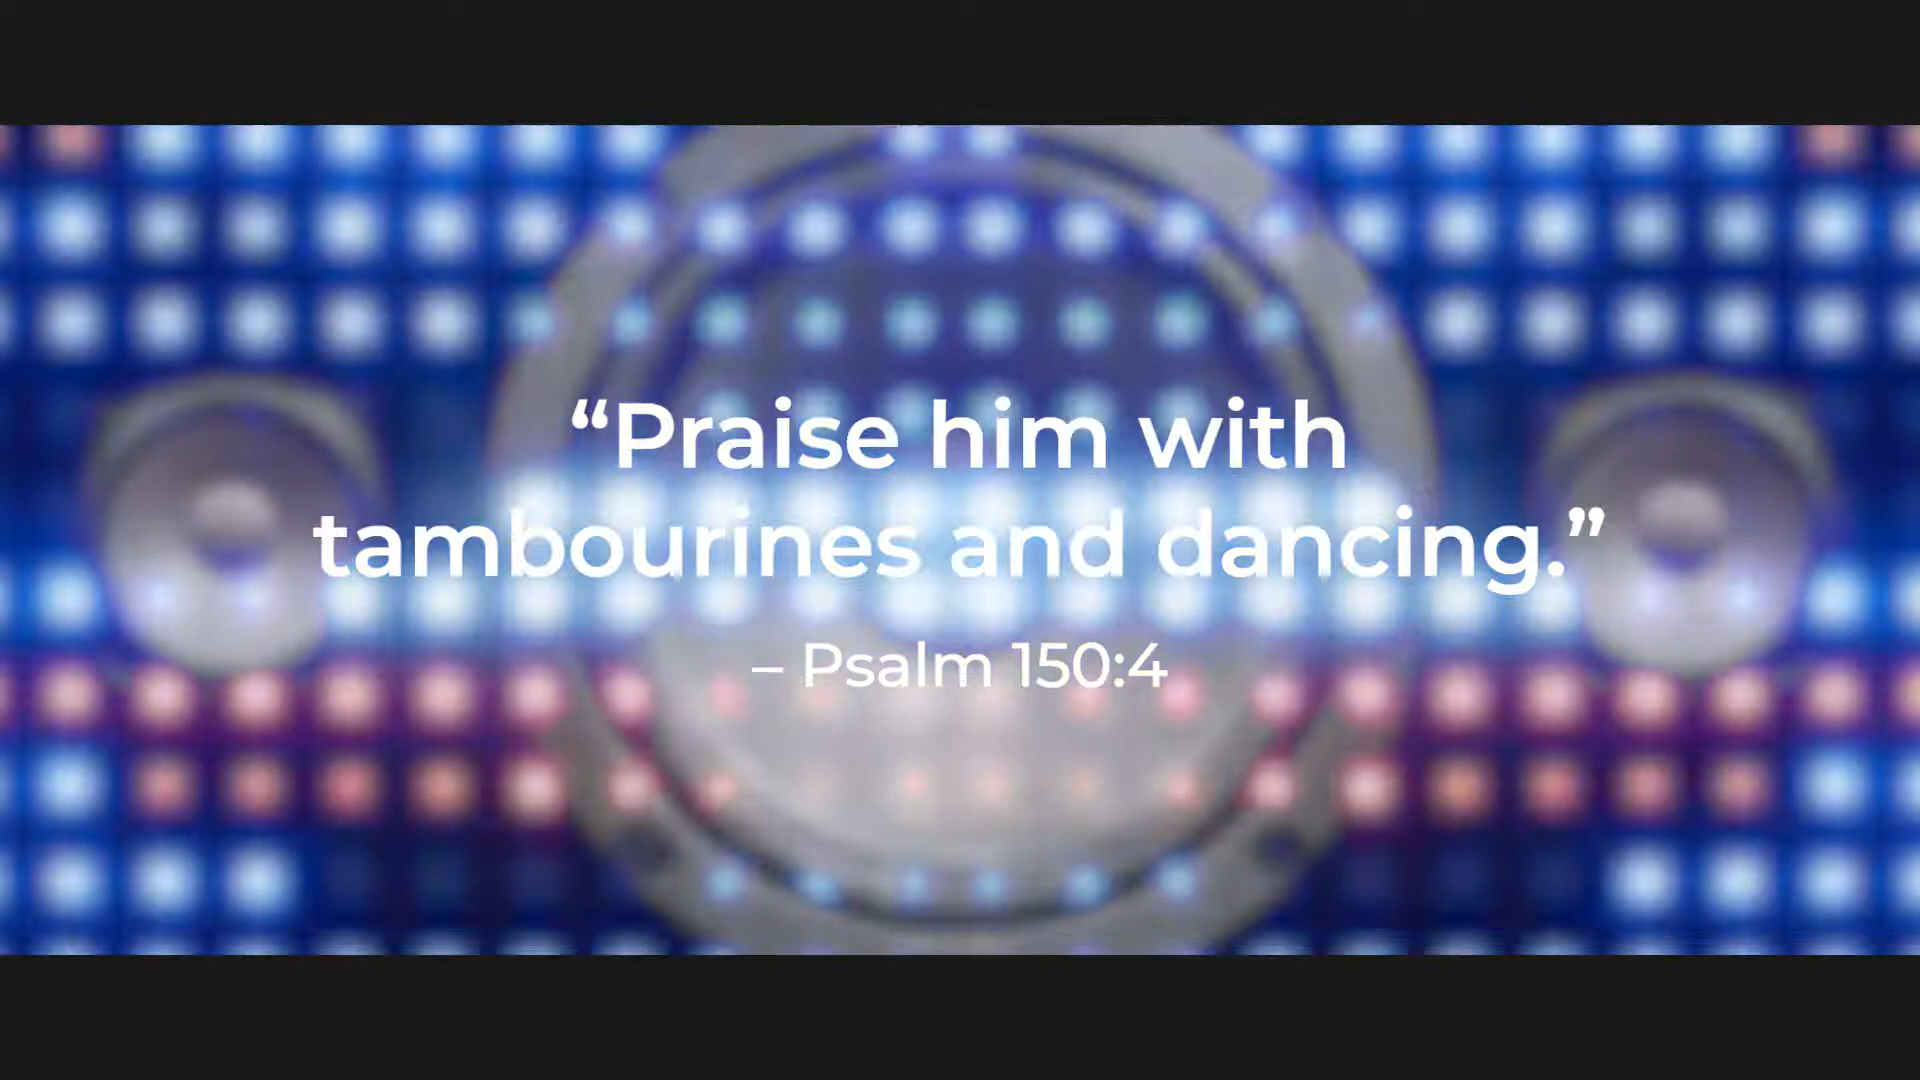 “Praise him with
tambourines and dancing.”
– Psalm 150:4